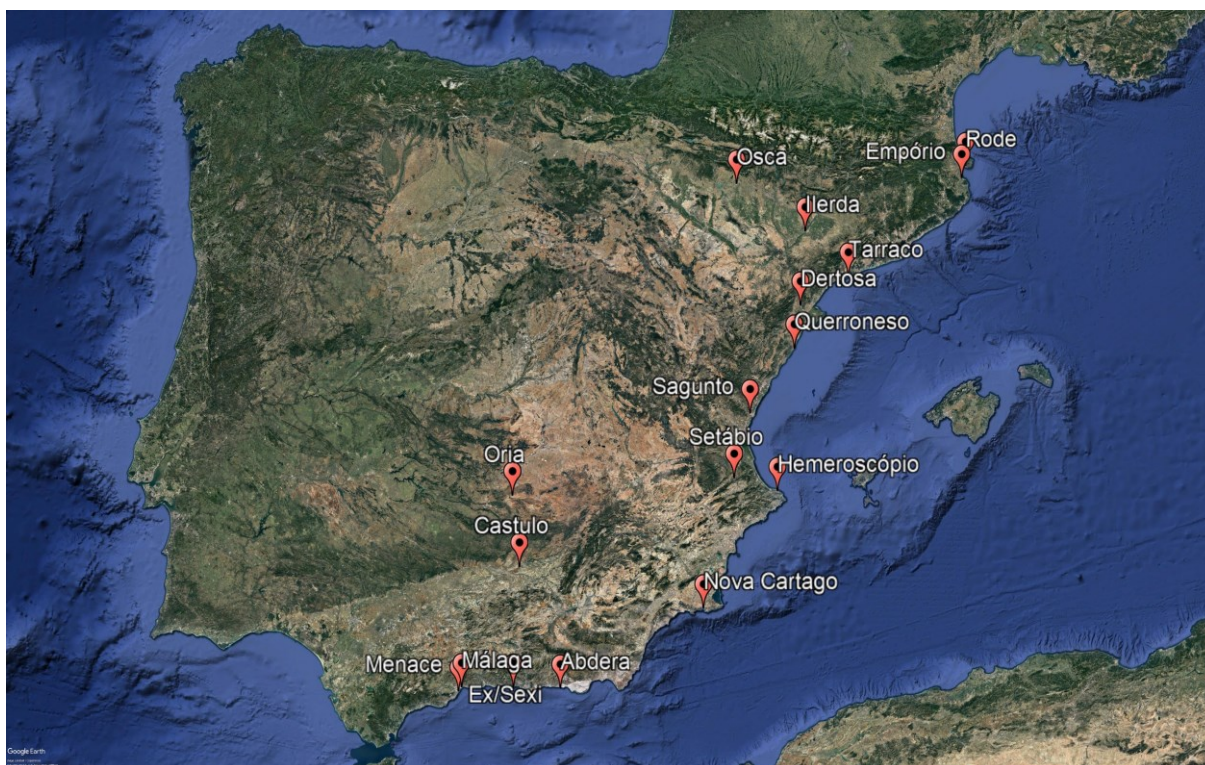 Rode
Empório
Osca
Ilerda
Tarraco
Dertosa
Querroneso
Sagunto
Setábio
Hemeroscópio
Oria
Castulo
Nova Cartago
Menace
Málaga
Abdera
Ex/Sexi
Google Earth